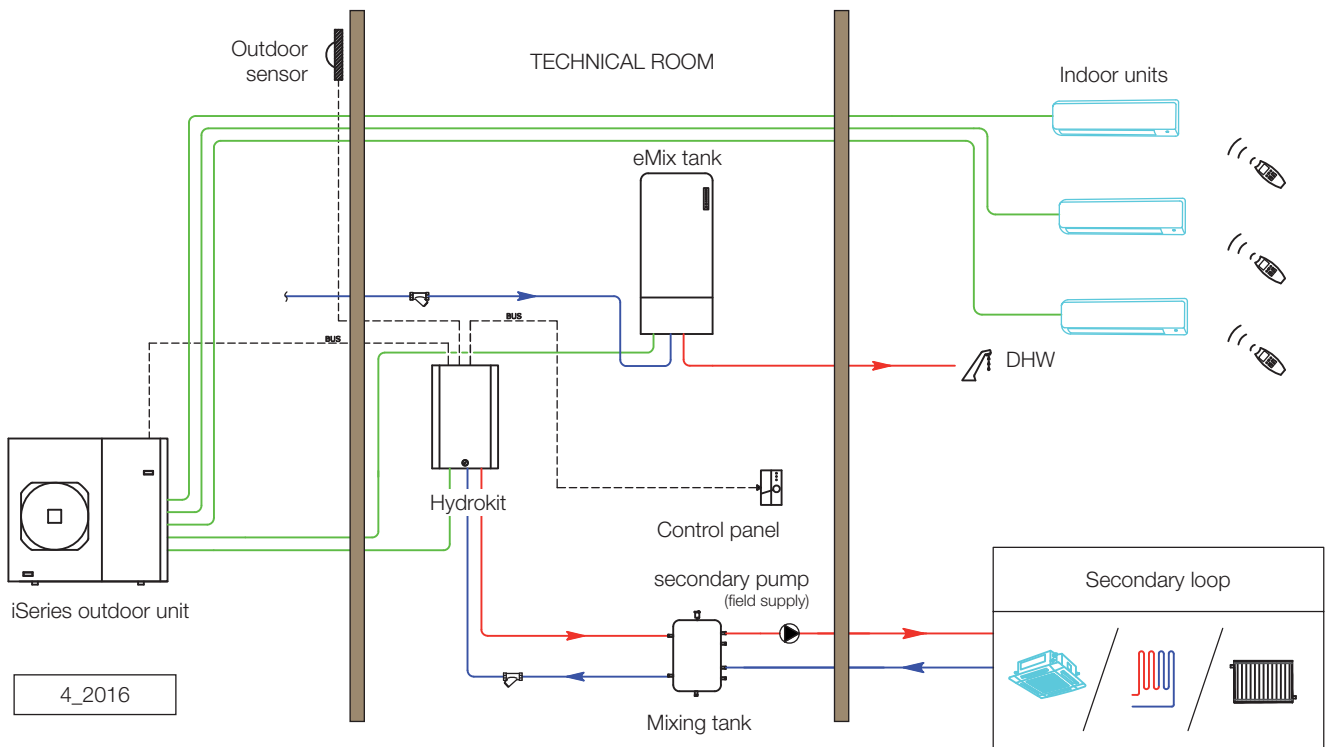 Outdoor
sensor
TECHNICAL ROOM
Indoor units
eMix tank
BUS
BUS
DHW
Hydrokit
Control panel
iSeries outdoor unit
secondary pump
(field supply)
Secondary loop
4_2016
Mixing tank